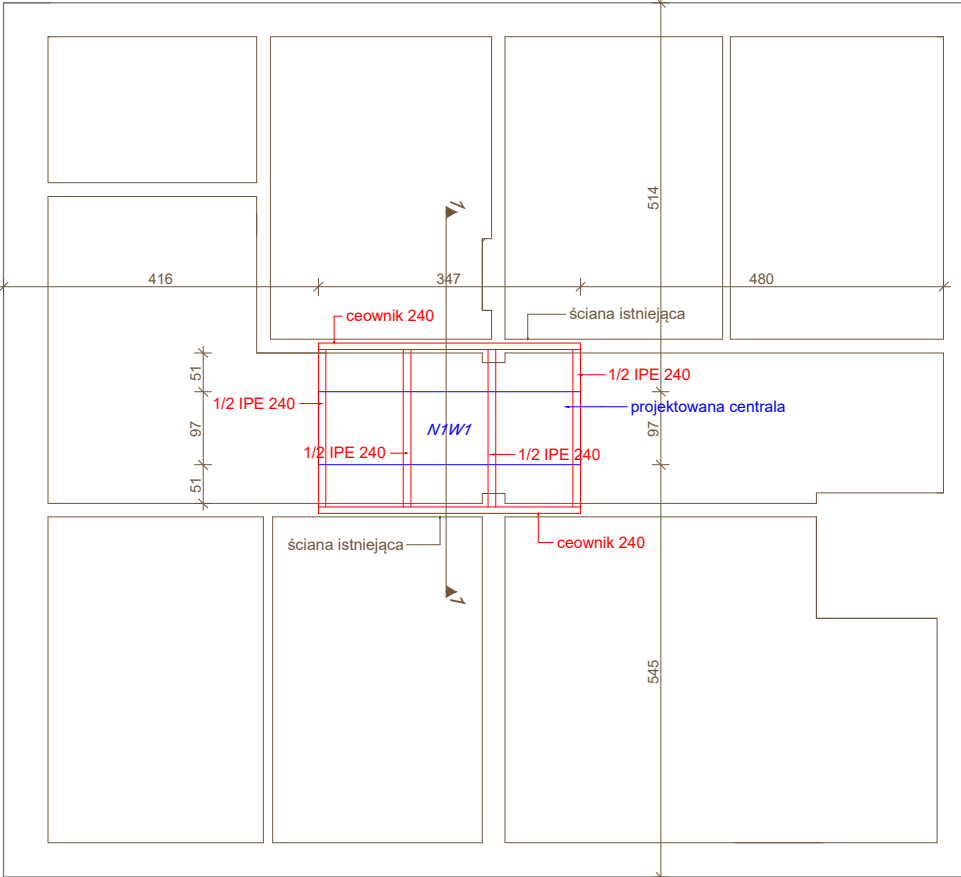 1
514
416
347
480
ceownik 240
ściana istniejąca
51
1/2 IPE 240
1/2 IPE 240
projektowana centrala
97
N1W1
97
1/2 IPE 240
1/2 IPE 240
51
ściana istniejąca
ceownik 240
1
545